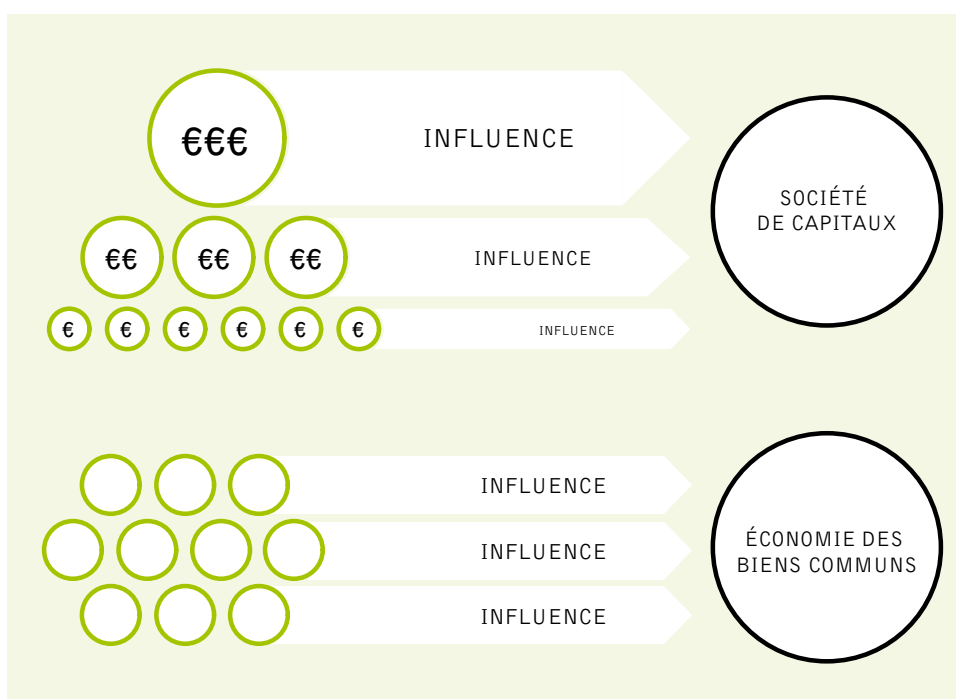 €€€ INFLUENCE
€€ €€ €€ INFLUENCE
€ € € € € € INFLUENCE
SOCIÉTÉ
DE CAPITAUX
INFLUENCE
INFLUENCE
INFLUENCE
ÉCONOMIE DES
BIENS COMMUNS